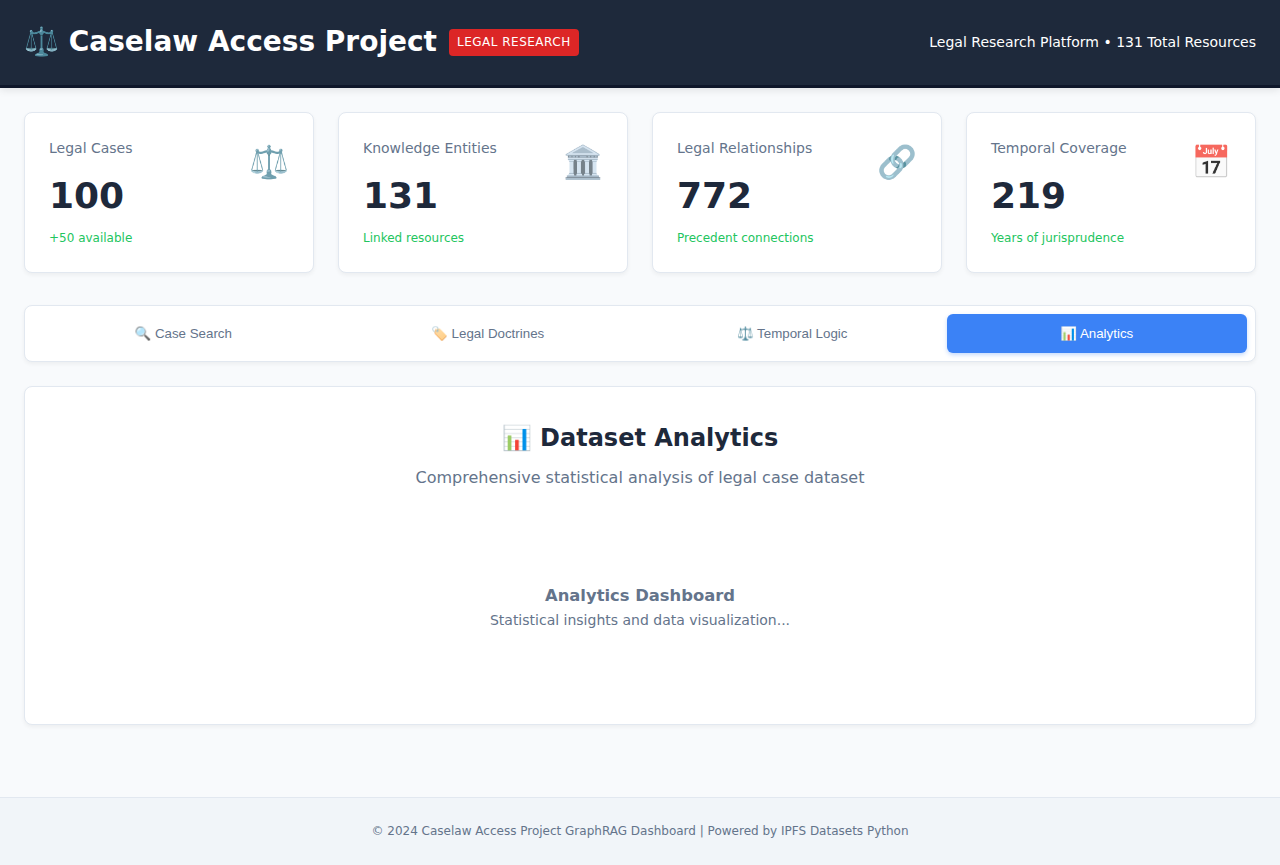 ⚖️ Caselaw Access Project LEGAL RESEARCH
Legal Research Platform • 131 Total Resources
Legal Cases
100
+50 available
Knowledge Entities
131
Linked resources
Legal Relationships
772
Precedent connections
Temporal Coverage
219
Years of jurisprudence
July
17
🔍 Case Search
🏷️ Legal Doctrines
⚖️ Temporal Logic
📊 Analytics
📊 Dataset Analytics
Comprehensive statistical analysis of legal case dataset
Analytics Dashboard
Statistical insights and data visualization...
© 2024 Caselaw Access Project GraphRAG Dashboard | Powered by IPFS Datasets Python